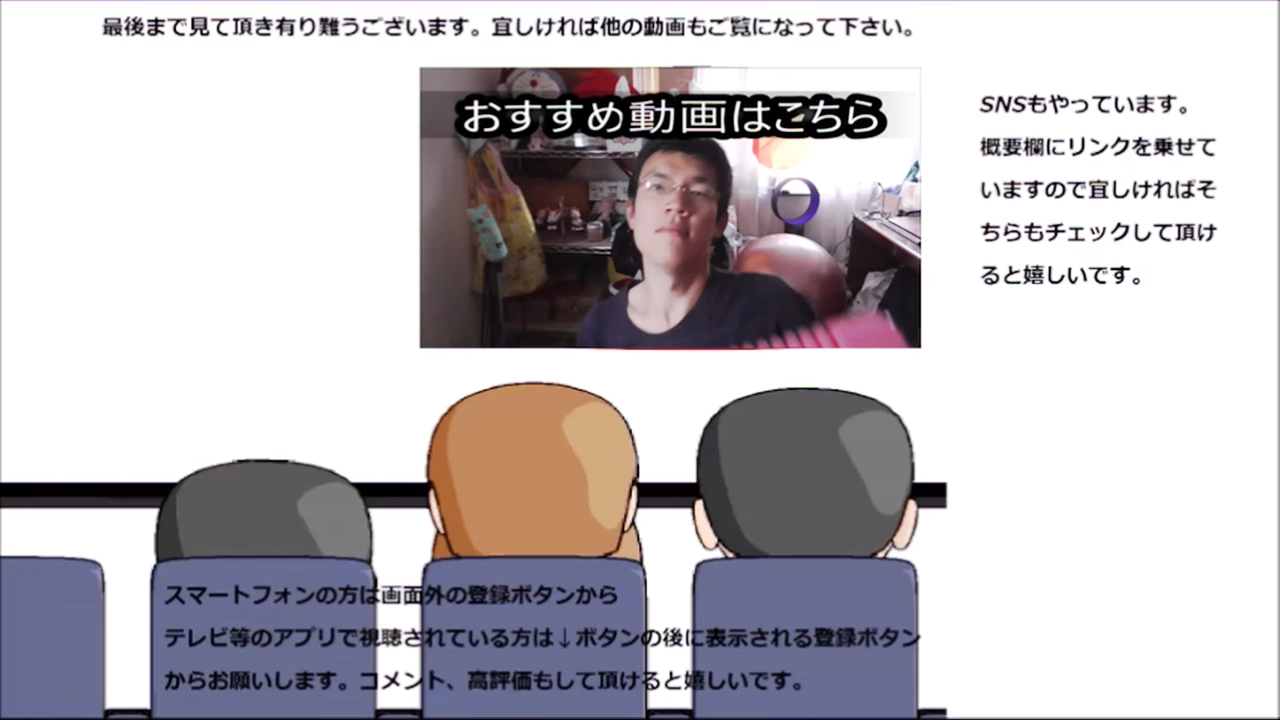 最後まで見て頂き有り難うございます。宜しければ他の動画もご覧になって下さい。
おすすめ動画はこちら
SNSもやっています。
概要欄にリンクを乗せて
いますので宜しければそ
ちらもチェックして頂け
ると嬉しいです。
スマートフォンの方は画面外の登録ボタンから
テレビ等のアプリで視聴されている方は↓ボタンの後に表示される登録ボタン
からお願いします。コメント、高評価もして頂けると嬉しいです。